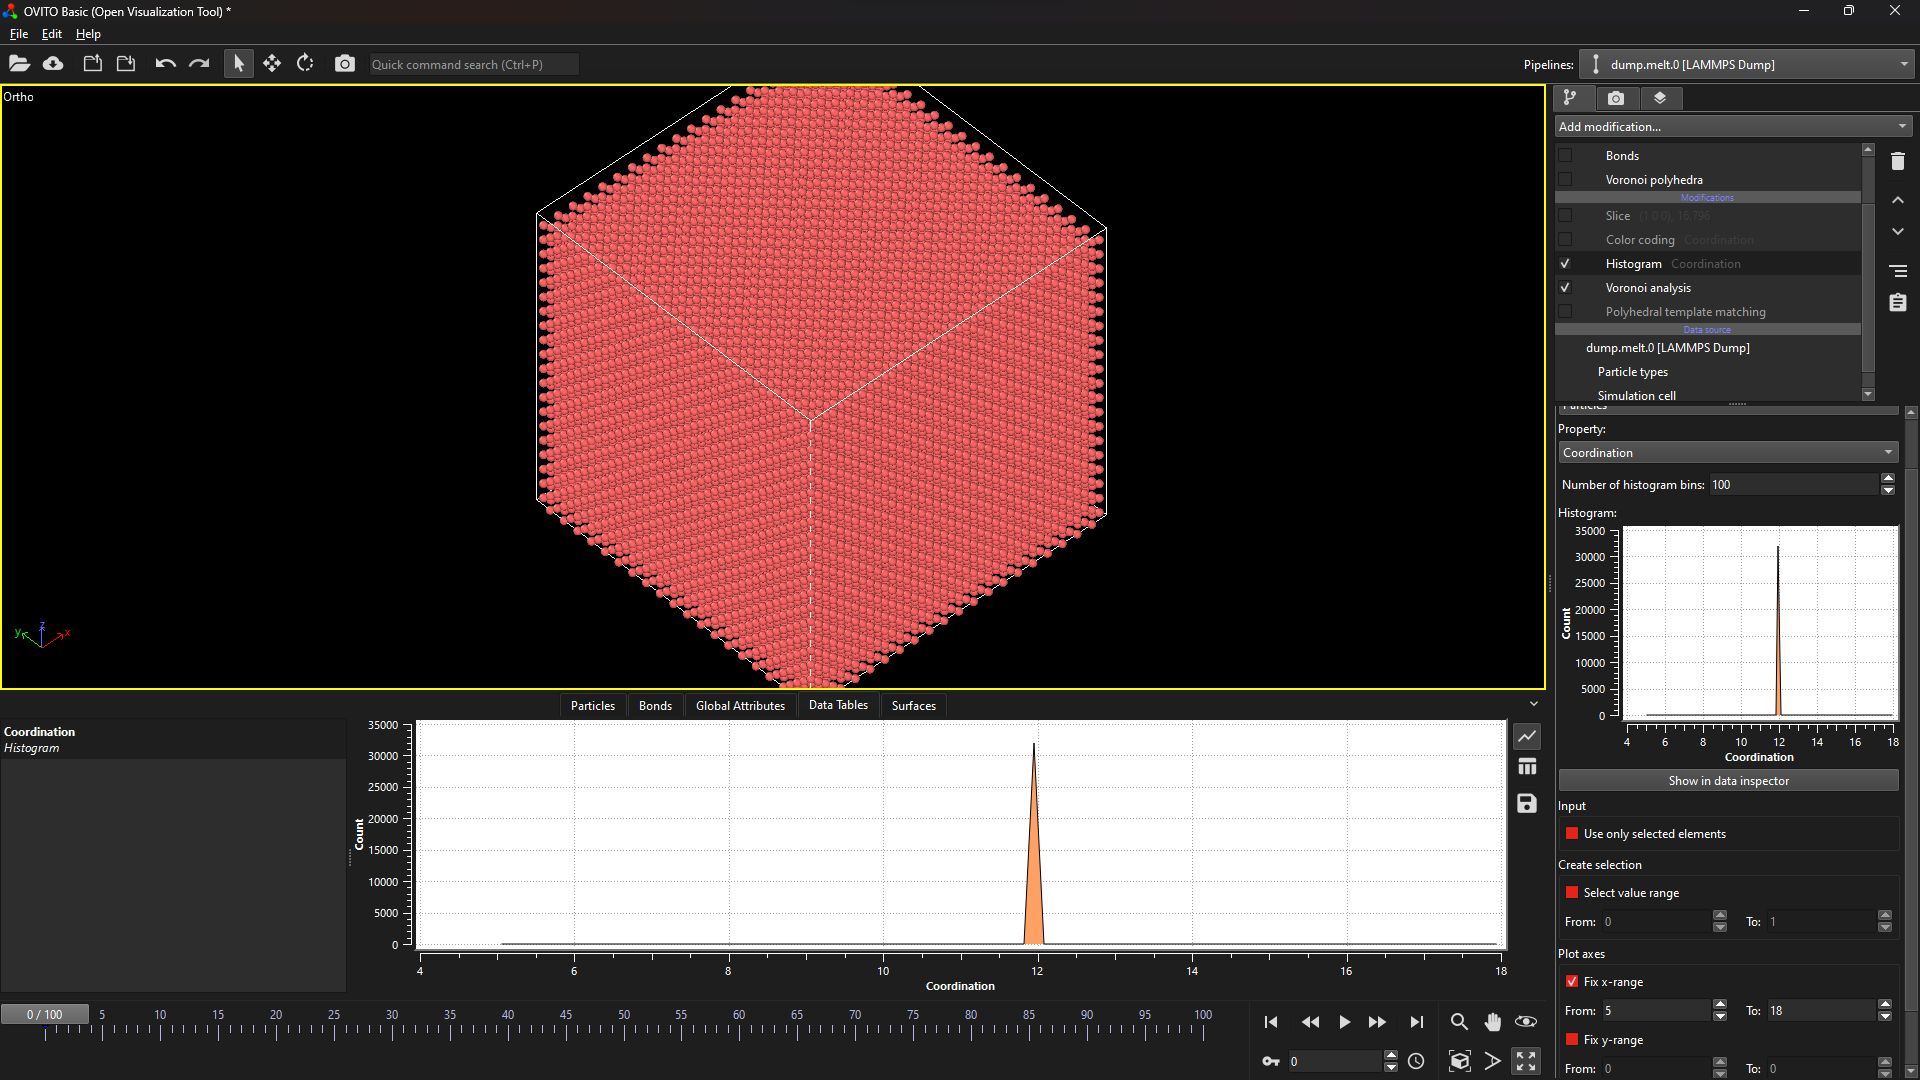 OVITO Basic (Open Visualization Tool) *
File Edit Help
Quick command search (Ctrl+P)
Pipelines: dump.melt.0 [LAMMPS Dump]
Ortho
z
y x
Add modification...
Bonds
Voronoi polyhedra
Modifications
Slice (1 0 0), 16.796
Color coding Coordination
Histogram Coordination
Voronoi analysis
Polyhedral template matching
Data source
dump.melt.0 [LAMMPS Dump]
Particle types
Simulation cell
Particles
Property:
Coordination
Number of histogram bins: 100
Histogram:
35000
30000
25000
20000
15000
10000
5000
0
Count
4 6 8 10 12 14 16 18
Coordination
Show in data inspector
Input
Use only selected elements
Create selection
Select value range
From: 0 To: 1
Plot axes
Fix x-range
From: 5 To: 18
Fix y-range
From: 0 To: 0
Particles Bonds Global Attributes Data Tables Surfaces
Coordination
Histogram
35000
30000
25000
20000
15000
10000
5000
0
Count
4 6 8 10 12 14 16 18
Coordination
0 / 100 5 10 15 20 25 30 35 40 45 50 55 60 65 70 75 80 85 90 95 100
0